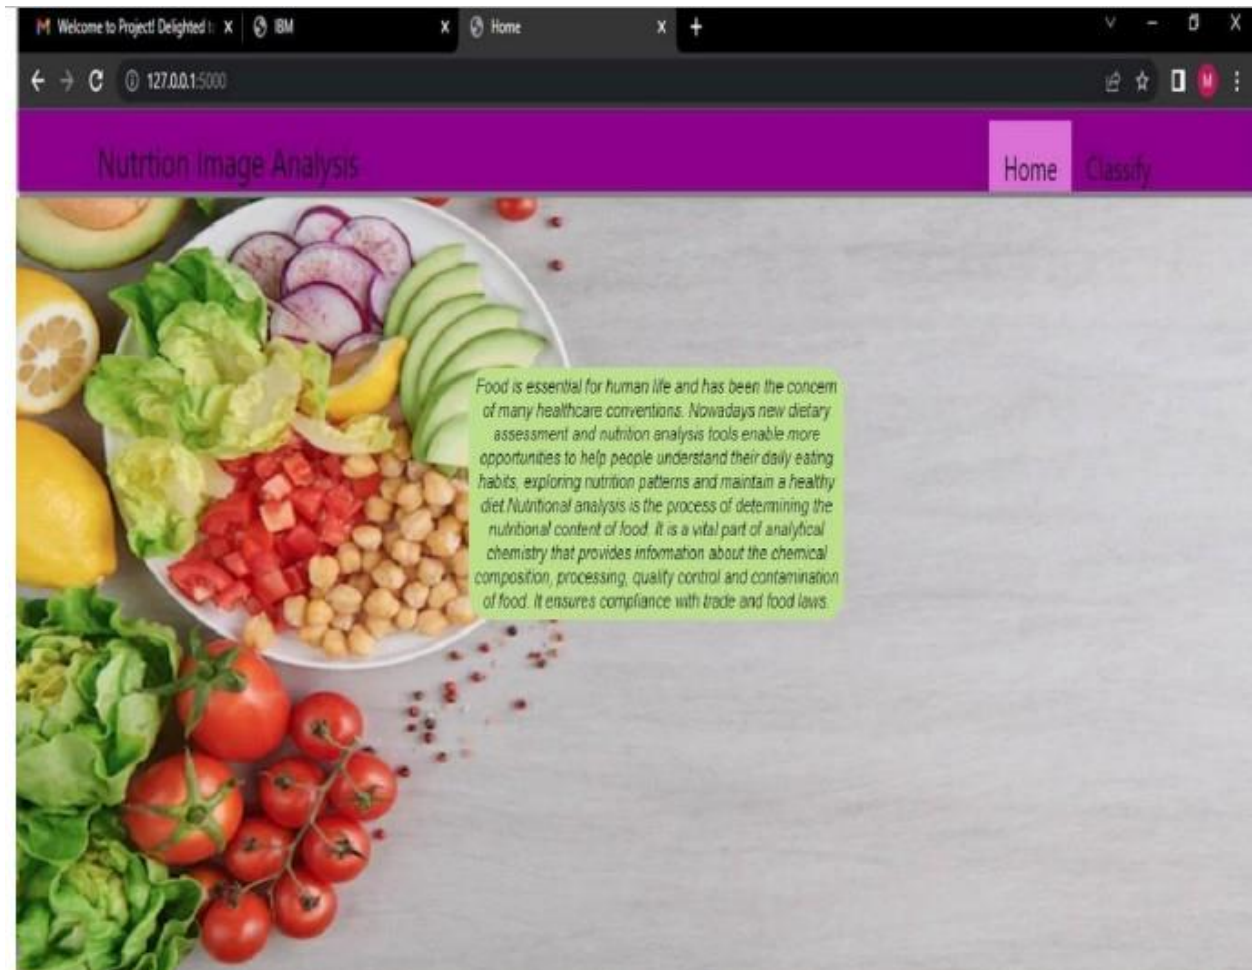 Welcome to Project! Delighted t
IBM
Home
127.0.0.1:5000
M
Nutrtion Image Analysis
Home
Classify
Food is essential for human life and has been the concern
of many healthcare conventions. Nowadays new dietary
assessment and nutrition analysis tools enable more
opportunities to help people understand their daily eating
habits, exploring nutrition patterns and maintain a healthy
diet.Nutritional analysis is the process of determining the
nutritional content of food. It is a vital part of analytical
chemistry that provides information about the chemical
composition, processing, quality control and contamination
of food. It ensures compliance with trade and food laws.